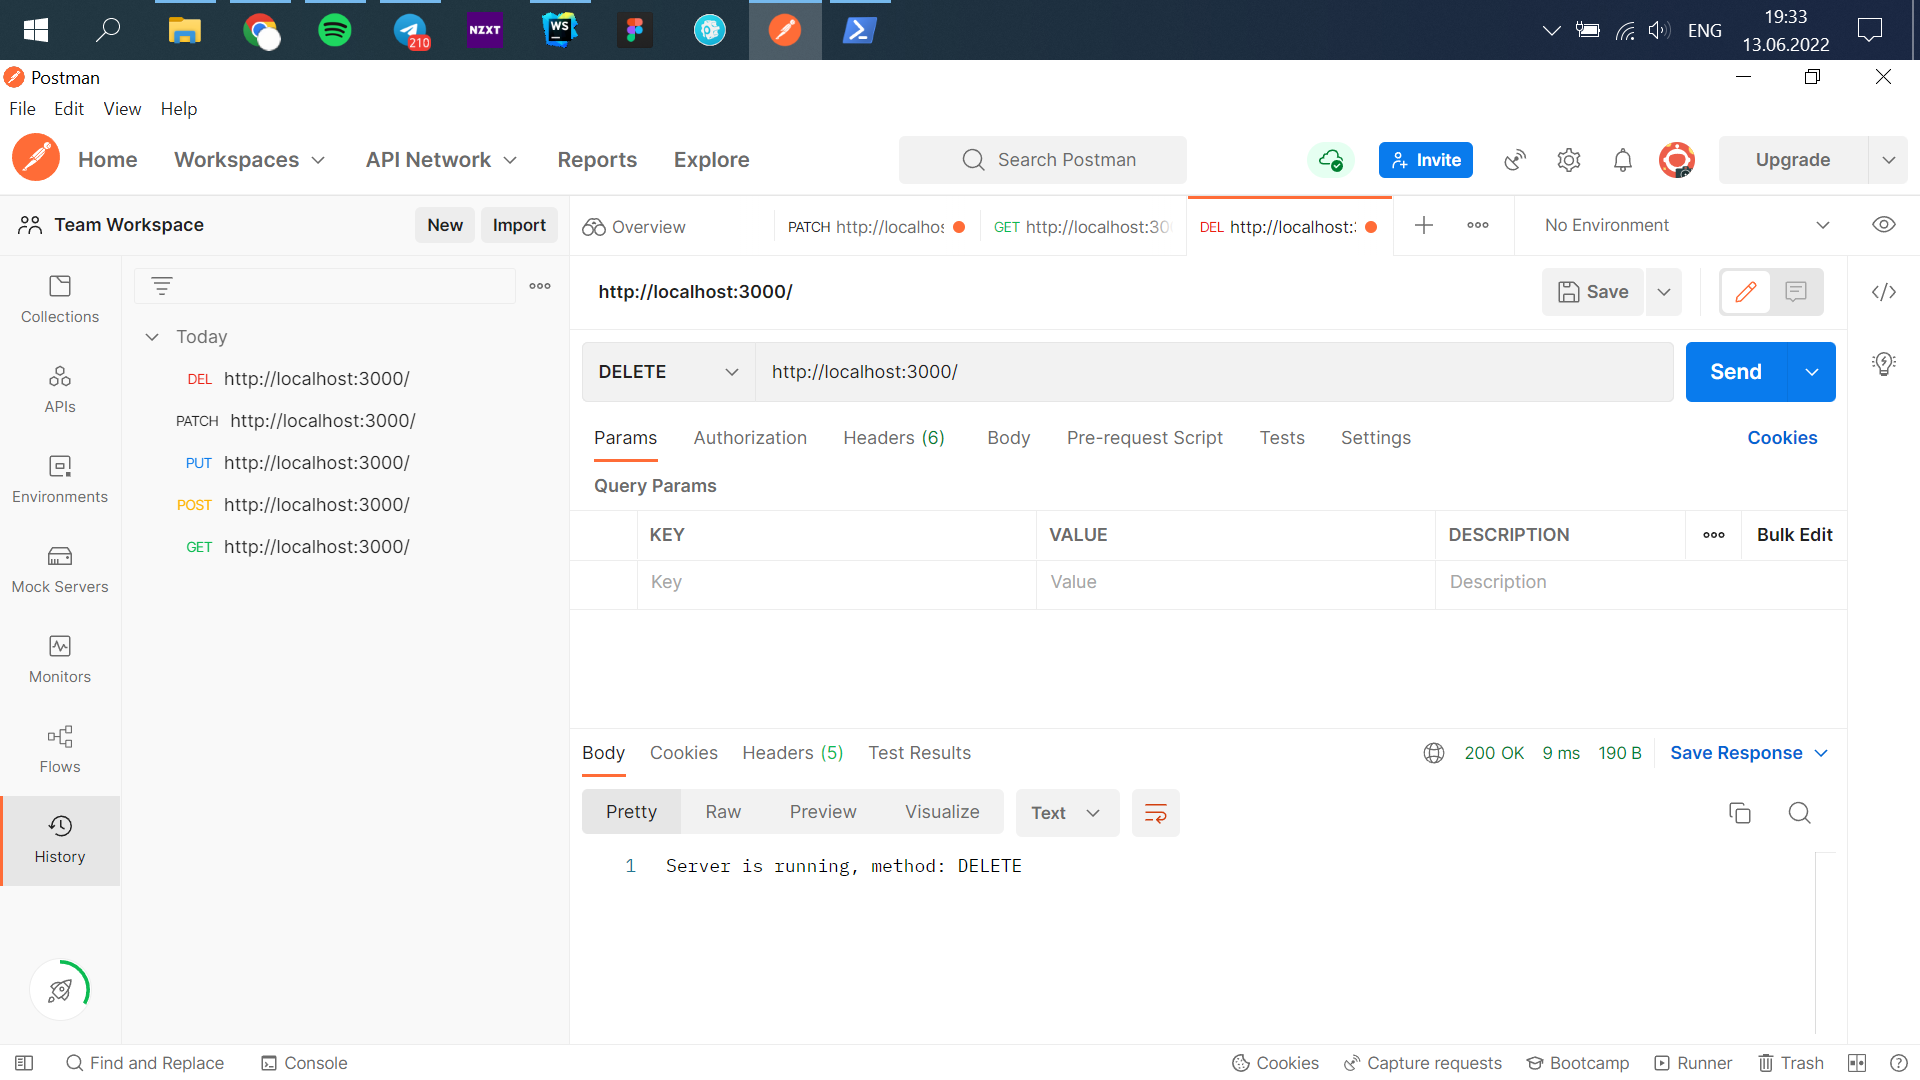 210
NZXT
WS
ENG
19:33
13.06.2022
Postman
File Edit View Help
Home Workspaces API Network Reports Explore
Search Postman
Invite
Upgrade
Team Workspace
New Import
Overview
PATCH http://localhos
GET http://localhost:30
DEL http://localhost:
No Environment
Collections
APIs
Environments
Mock Servers
Monitors
Flows
History
Today
DEL http://localhost:3000/
PATCH http://localhost:3000/
PUT http://localhost:3000/
POST http://localhost:3000/
GET http://localhost:3000/
http://localhost:3000/
Save
DELETE http://localhost:3000/
Send
Params Authorization Headers (6) Body Pre-request Script Tests Settings Cookies
Query Params
KEY VALUE DESCRIPTION Bulk Edit
Key Value Description
Body Cookies Headers (5) Test Results
200 OK 9 ms 190 B Save Response
Pretty Raw Preview Visualize Text
1 Server is running, method: DELETE
Find and Replace Console
Cookies Capture requests Bootcamp Runner Trash